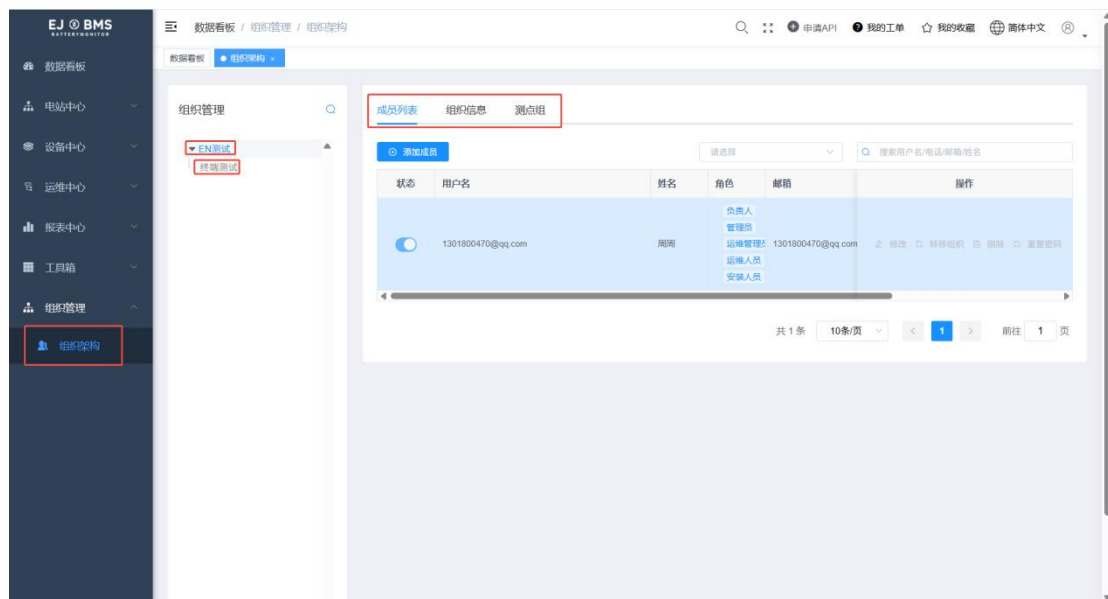 EJ BMS
BATTERYMONITOR
数据看板 / 组织管理 / 组织架构
申请API
我的工单
我的收藏
简体中文
数据看板
组织架构 ×
数据看板
电站中心
设备中心
运维中心
报表中心
工具箱
组织管理
组织架构
组织管理
EN测试
终端测试
成员列表 组织信息 测点组
添加成员
请选择
搜索用户名/电话/邮箱/姓名
状态 用户名 姓名 角色 邮箱 操作
1301800470@qq.com 周周
负责人
管理员
运维管理员
运维人员
安装人员
1301800470@qq.com
修改 转移组织 删除 重置密码
共 1 条 10条/页 < 1 > 前往 1 页